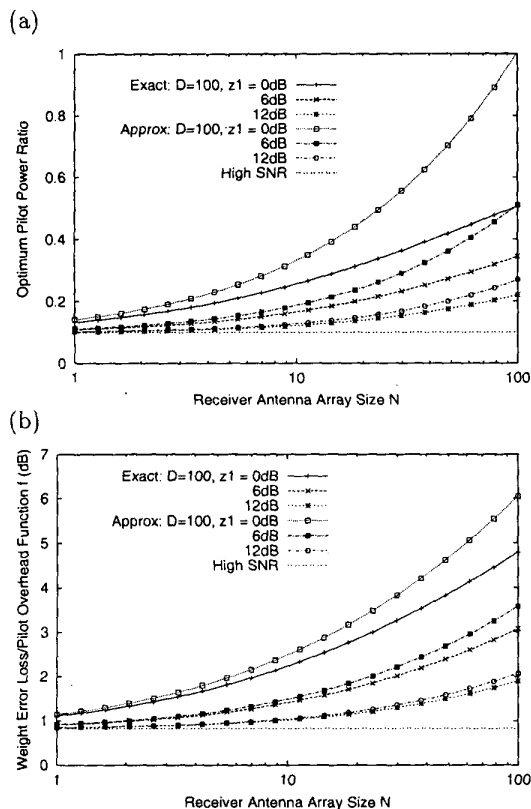 (a)
1
0.8
0.6
0.4
0.2
0
Optimum Pilot Power Ratio
Exact: D=100, z1 = 0dB
6dB
12dB
Approx: D=100, z1 = 0dB
6dB
12dB
High SNR
1 10 100
Receiver Antenna Array Size N
(b)
7
6
5
4
3
2
1
0
Weight Error Loss/Pilot Overhead Function f (dB)
Exact: D=100, z1 = 0dB
6dB
12dB
Approx: D=100, z1 = 0dB
6dB
12dB
High SNR
1 10 100
Receiver Antenna Array Size N